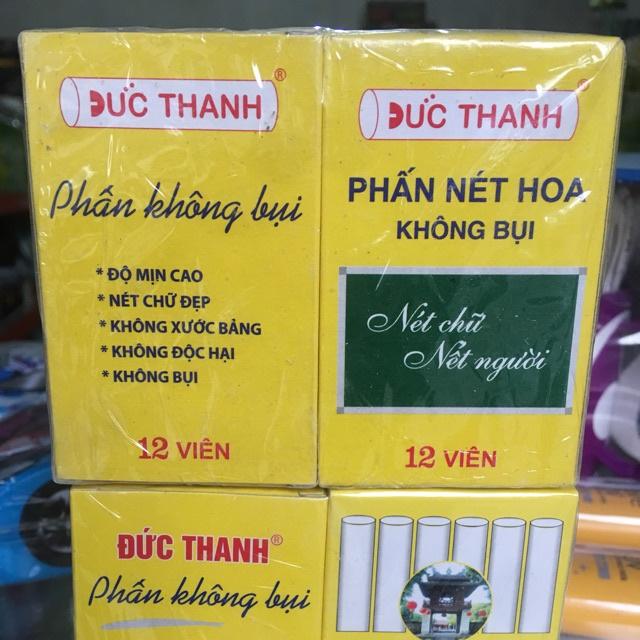 ĐỨC THANH®
Phấn không bụi
* ĐỘ MỊN CAO
* NÉT CHỮ ĐẸP
* KHÔNG XƯỚC BẢNG
* KHÔNG ĐỘC HẠI
* KHÔNG BỤI
12 VIÊN
ĐỨC THANH®
PHẤN NÉT HOA
KHÔNG BỤI
Nét chữ
Nết người
12 VIÊN
ĐỨC THANH®
Phấn không bụi